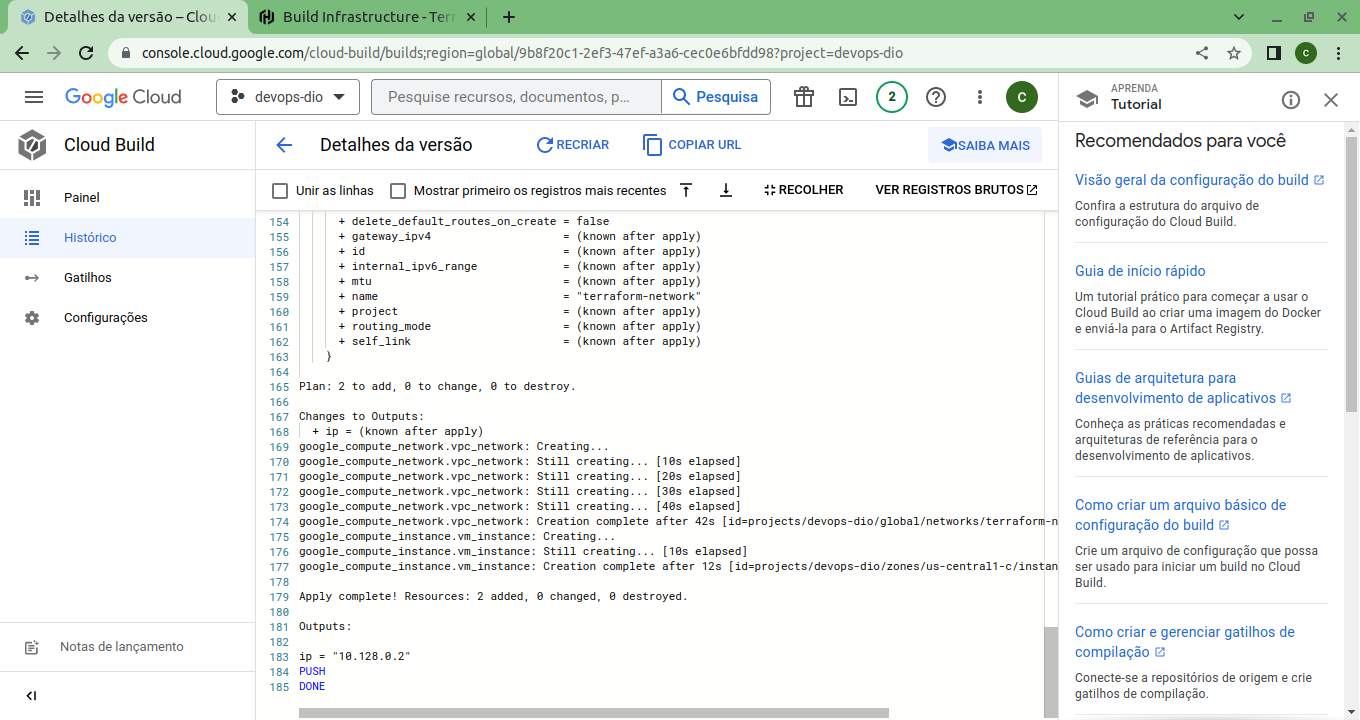 Detalhes da versão – Clou
Build Infrastructure - Terr
console.cloud.google.com/cloud-build/builds;region=global/9b8f20c1-2ef3-47ef-a3a6-cec0e6bfdd98?project=devops-dio
C
Google Cloud
devops-dio
Pesquise recursos, documentos, p...
Pesquisa
2
C
APRENDA
Tutorial
Cloud Build
Detalhes da versão
RECRIAR
COPIAR URL
SAIBA MAIS
Painel
Histórico
Gatilhos
Configurações
Notas de lançamento
Unir as linhas
Mostrar primeiro os registros mais recentes
RECOLHER
VER REGISTROS BRUTOS
154 + delete_default_routes_on_create = false
155 + gateway_ipv4 = (known after apply)
156 + id = (known after apply)
157 + internal_ipv6_range = (known after apply)
158 + mtu = (known after apply)
159 + name = "terraform-network"
160 + project = (known after apply)
161 + routing_mode = (known after apply)
162 + self_link = (known after apply)
163 }
164
165 Plan: 2 to add, 0 to change, 0 to destroy.
166
167 Changes to Outputs:
168 + ip = (known after apply)
169 google_compute_network.vpc_network: Creating...
170 google_compute_network.vpc_network: Still creating... [10s elapsed]
171 google_compute_network.vpc_network: Still creating... [20s elapsed]
172 google_compute_network.vpc_network: Still creating... [30s elapsed]
173 google_compute_network.vpc_network: Still creating... [40s elapsed]
174 google_compute_network.vpc_network: Creation complete after 42s [id=projects/devops-dio/global/networks/terraform-n
175 google_compute_instance.vm_instance: Creating...
176 google_compute_instance.vm_instance: Still creating... [10s elapsed]
177 google_compute_instance.vm_instance: Creation complete after 12s [id=projects/devops-dio/zones/us-central1-c/instan
178
179 Apply complete! Resources: 2 added, 0 changed, 0 destroyed.
180
181 Outputs:
182
183 ip = "10.128.0.2"
184 PUSH
185 DONE
Recomendados para você
Visão geral da configuração do build
Confira a estrutura do arquivo de
configuração do Cloud Build.
Guia de início rápido
Um tutorial prático para começar a usar o
Cloud Build ao criar uma imagem do Docker
e enviá-la para o Artifact Registry.
Guias de arquitetura para
desenvolvimento de aplicativos
Conheça as práticas recomendadas e
arquiteturas de referência para o
desenvolvimento de aplicativos.
Como criar um arquivo básico de
configuração do build
Crie um arquivo de configuração que possa
ser usado para iniciar um build no Cloud
Build.
Como criar e gerenciar gatilhos de
compilação
Conecte-se a repositórios de origem e crie
gatilhos de compilação.